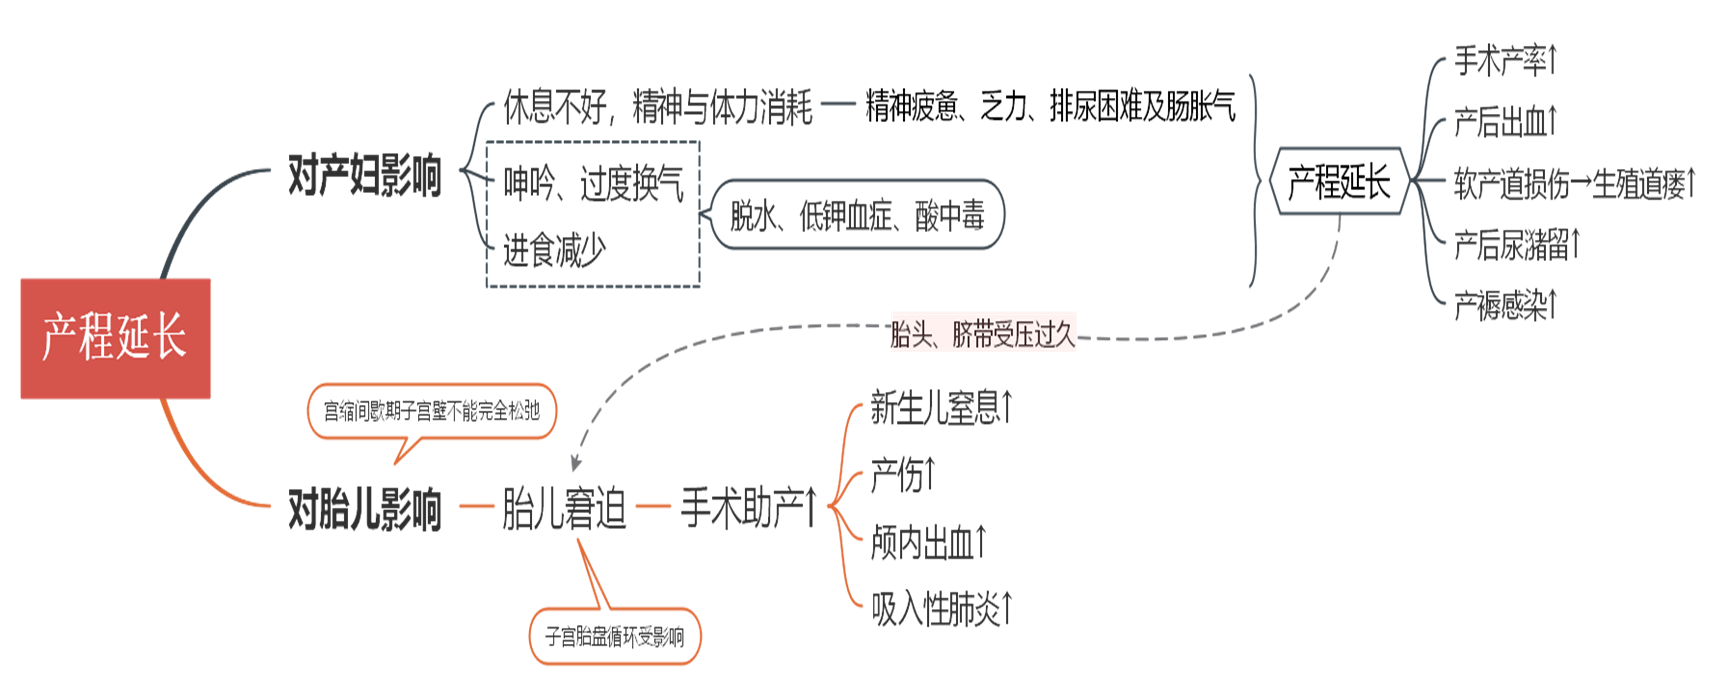 产程延长
对产妇影响
休息不好，精神与体力消耗
精神疲惫、乏力、排尿困难及肠胀气
呻吟、过度换气
进食减少
脱水、低钾血症、酸中毒
产程延长
手术产率↑
产后出血↑
软产道损伤→生殖道瘘↑
产后尿潴留↑
产褥感染↑
胎头、脐带受压过久
宫缩间歇期子宫壁不能完全松弛
对胎儿影响
胎儿窘迫
子宫胎盘循环受影响
手术助产↑
新生儿窒息↑
产伤↑
颅内出血↑
吸入性肺炎↑